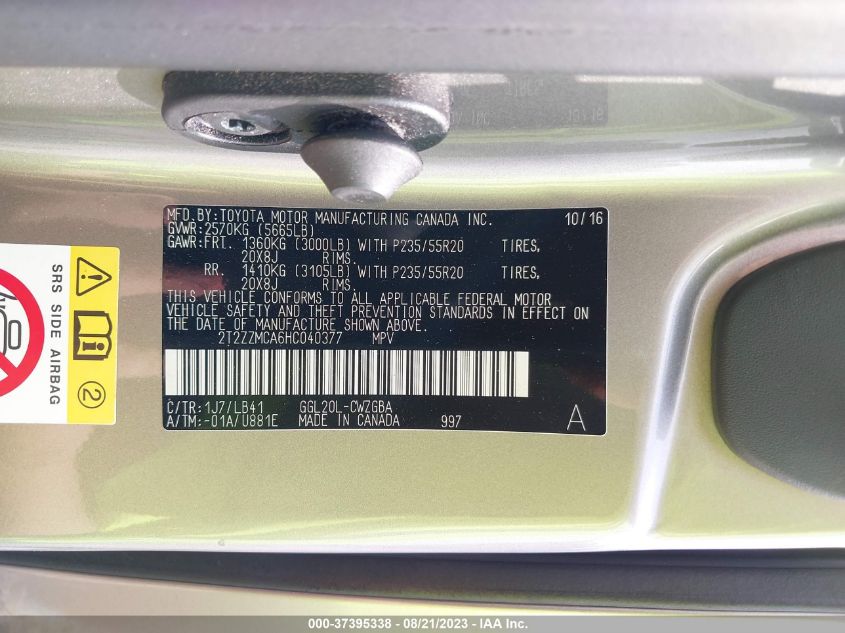 MFD.BY:TOYOTA MOTOR MANUFACTURING CANADA INC. 10/16
GVWR:2570KG (5665LB)
GAWR:FRT. 1360KG (3000LB) WITH P235/55R20 TIRES,
20X8J RIMS.
RR. 1410KG (3105LB) WITH P235/55R20 TIRES,
20X8J RIMS.
THIS VEHICLE CONFORMS TO ALL APPLICABLE FEDERAL MOTOR
VEHICLE SAFETY AND THEFT PREVENTION STANDARDS IN EFFECT ON
THE DATE OF MANUFACTURE SHOWN ABOVE.
2T2ZZMCA6HC040377 MPV
C/TR:1J7/LB41 GGL20L-CWZGBA
A/TM:-01A/U881E MADE IN CANADA 997 A
SRS SIDE AIRBAG
2
000-37395338 - 08/21/2023 - IAA Inc.